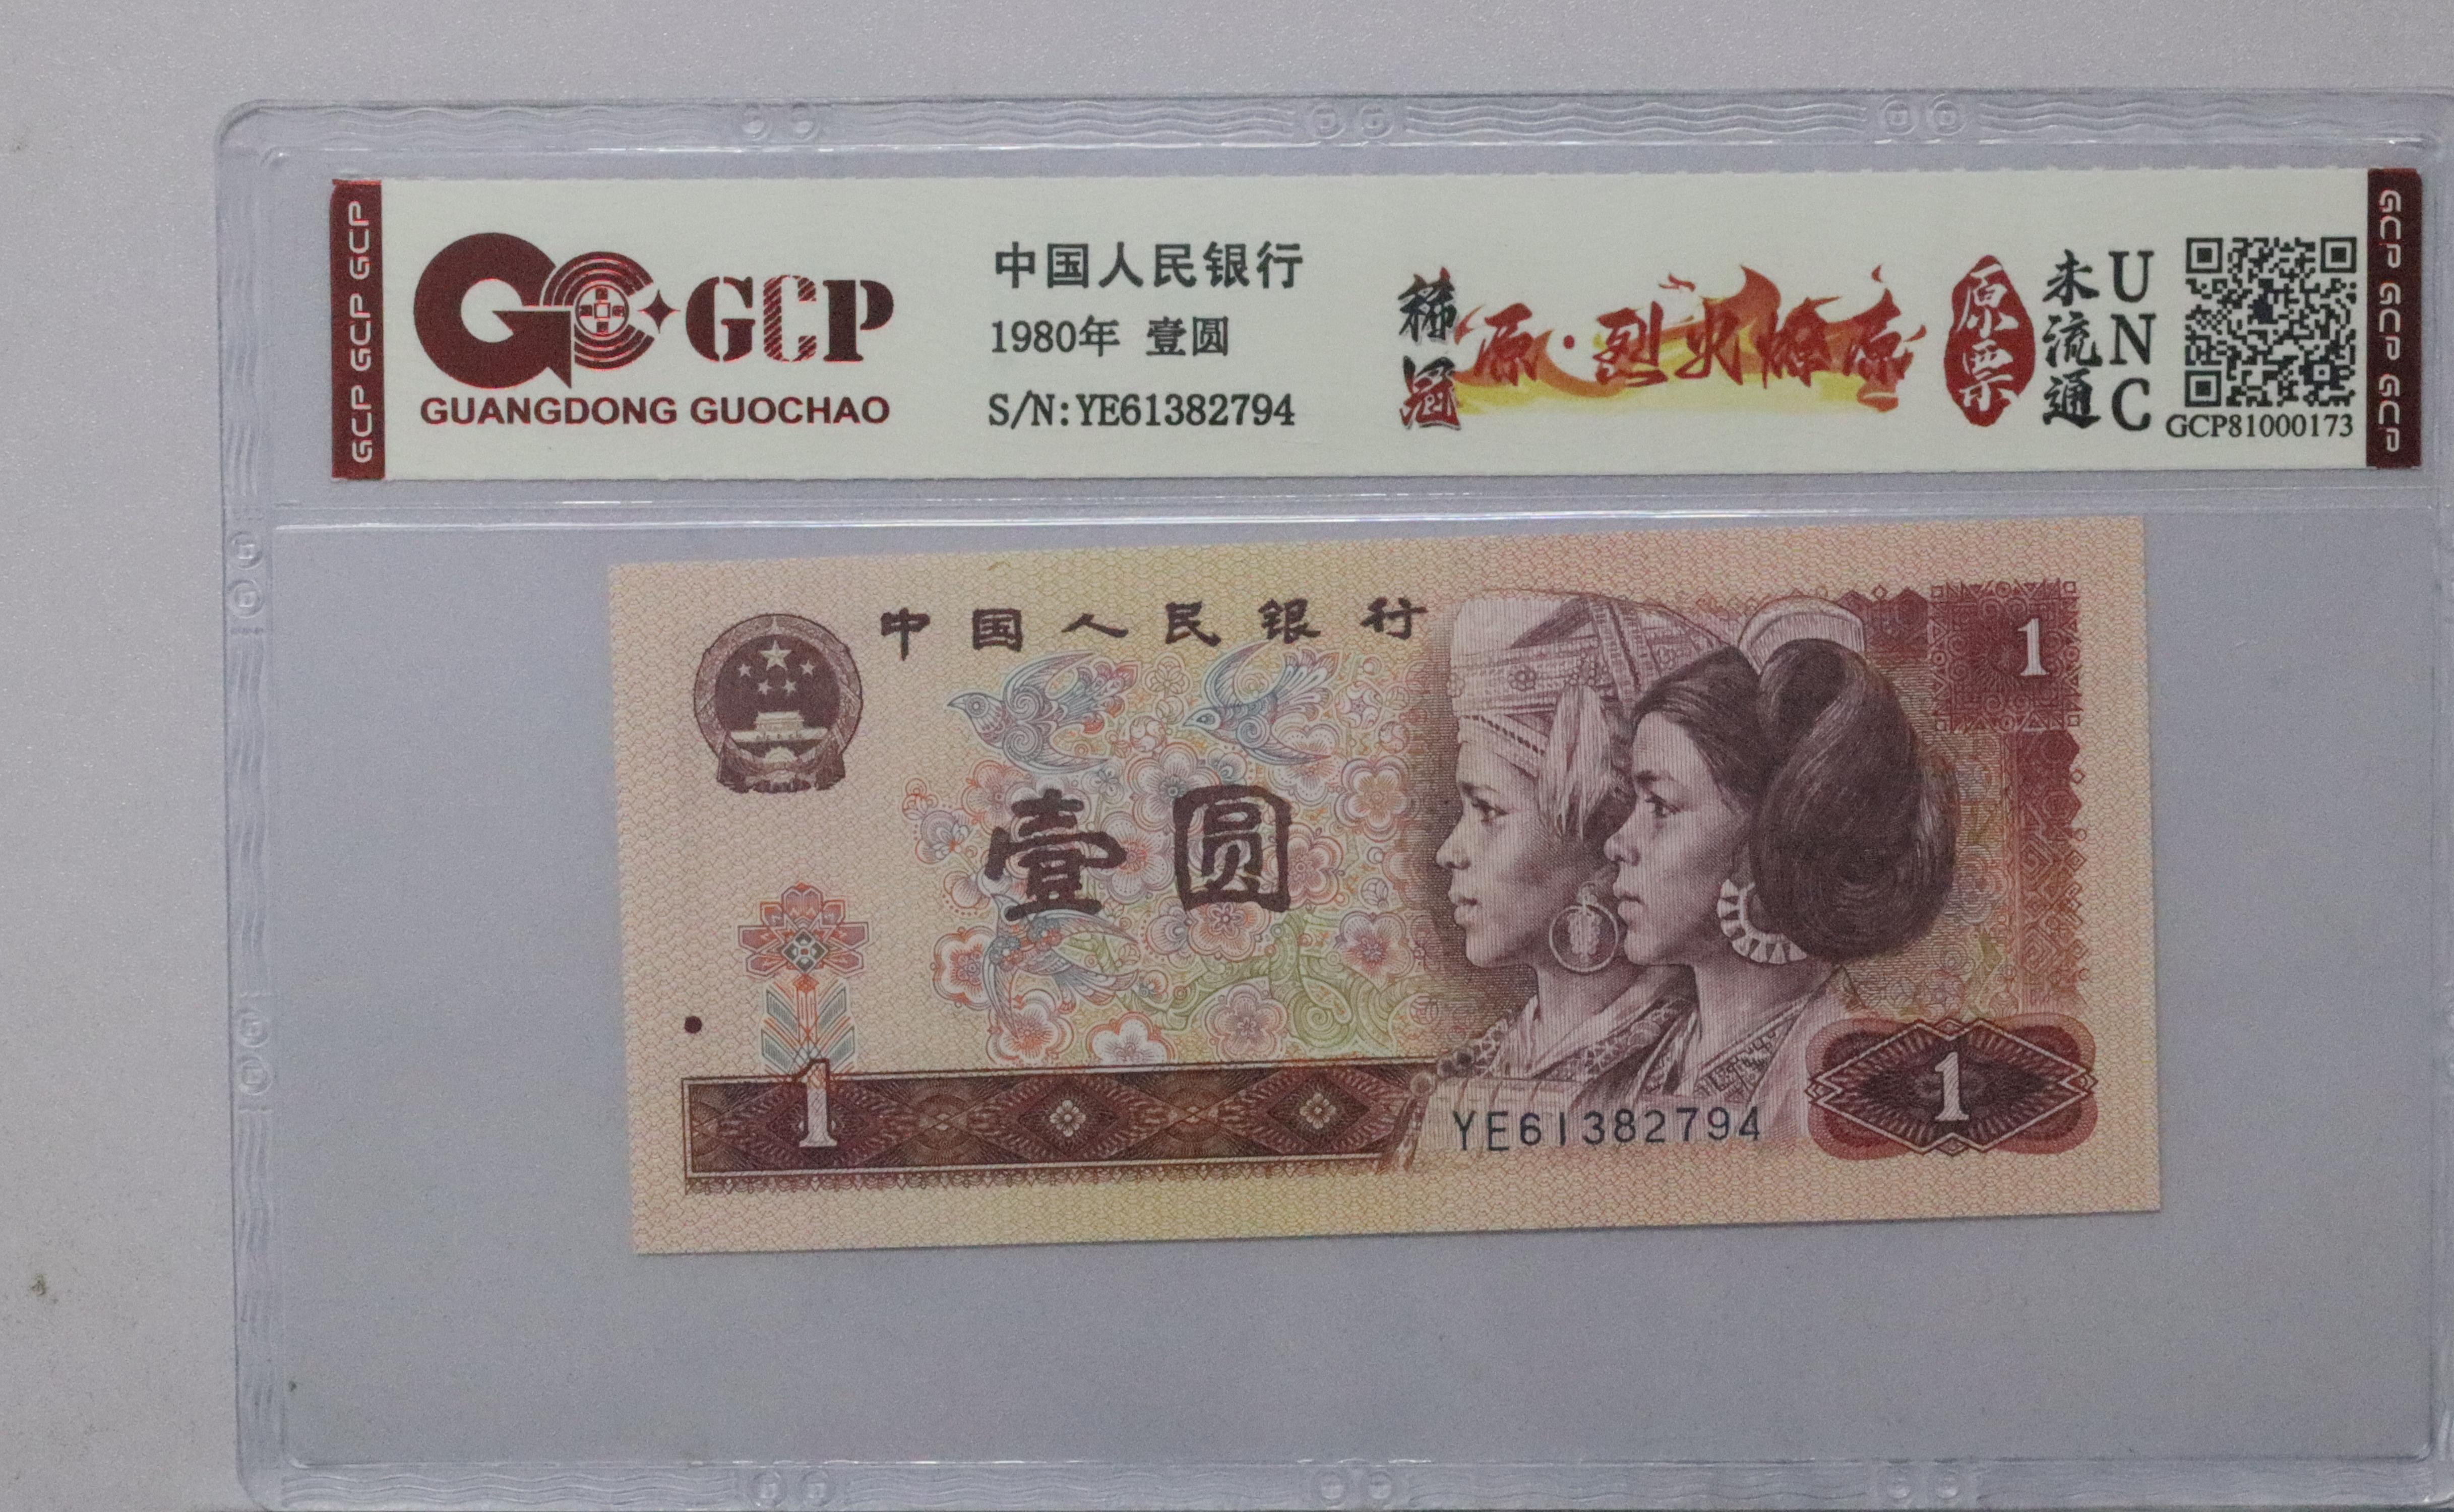 GCP GCP GCP
GCP
GUANGDONG GUOCHAO
中国人民银行
1980年 壹圆
S/N:YE61382794
稀冠
原·烈火燎原
原票
未流通
UNC
GCP81000173
GCP GCP GCP
中国人民银行
1
壹圆
1
YE61382794
1